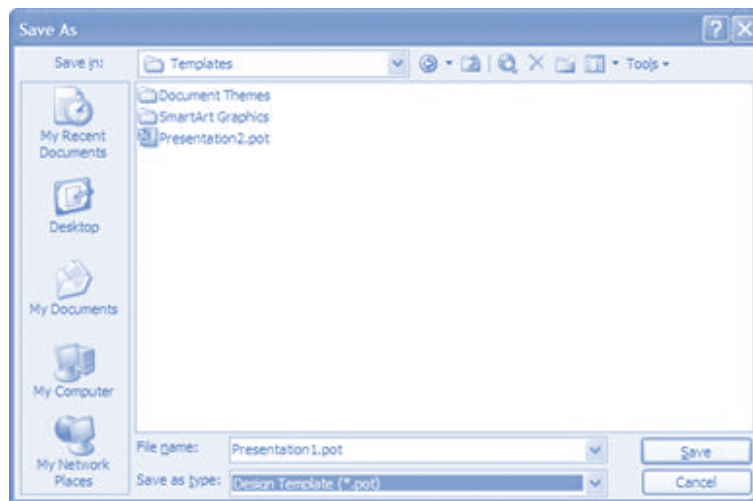 Save As
Save in:
Templates
Tools
My Recent
Documents
Desktop
My Documents
My Computer
My Network
Places
Document Themes
SmartArt Graphics
Presentation2.pot
File name:
Presentation1.pot
Save
Save as type:
Design Template (*.pot)
Cancel